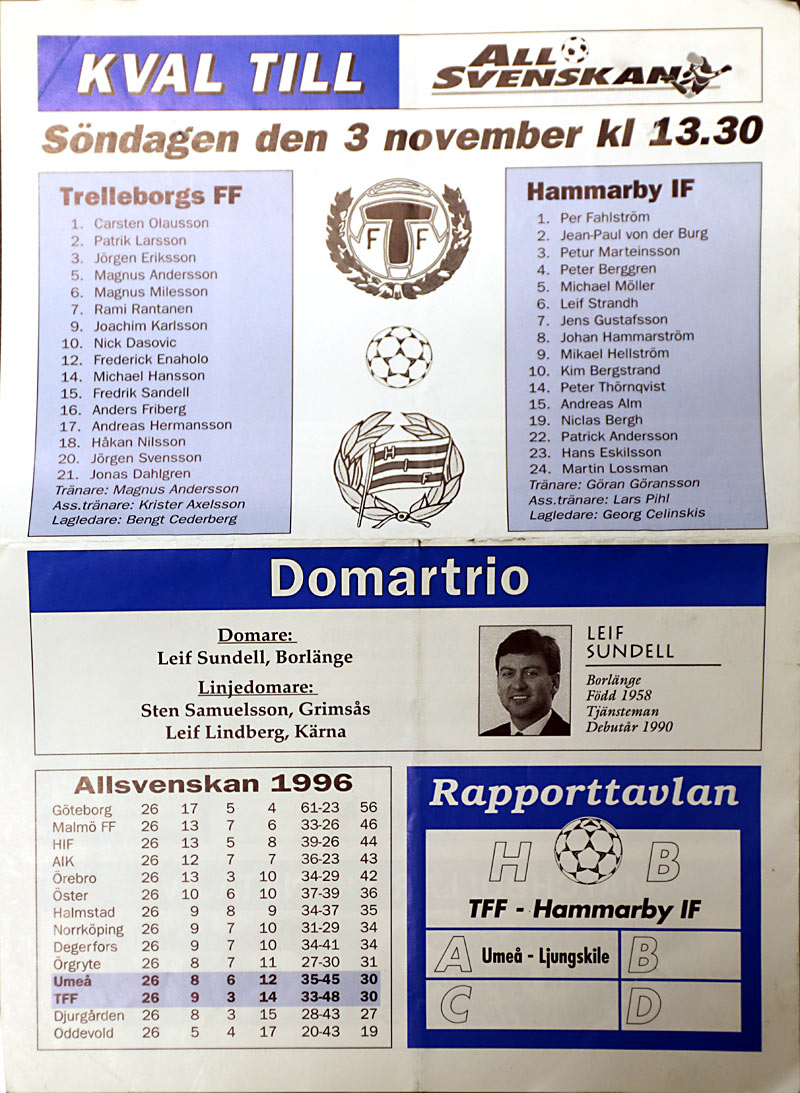 KVAL TILL
ALL SVENSKAN
Söndagen den 3 november kl 13.30
Trelleborgs FF
1. Carsten Olausson
2. Patrik Larsson
3. Jörgen Eriksson
5. Magnus Andersson
6. Magnus Milesson
7. Rami Rantanen
9. Joachim Karlsson
10. Nick Dasovic
12. Frederick Enaholo
14. Michael Hansson
15. Fredrik Sandell
16. Anders Friberg
17. Andreas Hermansson
18. Håkan Nilsson
20. Jörgen Svensson
21. Jonas Dahlgren
Tränare: Magnus Andersson
Ass.tränare: Krister Axelsson
Lagledare: Bengt Cederberg
T
F F
H I F
Hammarby IF
1. Per Fahlström
2. Jean-Paul von der Burg
3. Petur Marteinsson
4. Peter Berggren
5. Michael Möller
6. Leif Strandh
7. Jens Gustafsson
8. Johan Hammarström
9. Mikael Hellström
10. Kim Bergstrand
14. Peter Thörnqvist
15. Andreas Alm
19. Niclas Bergh
22. Patrick Andersson
23. Hans Eskilsson
24. Martin Lossman
Tränare: Göran Göransson
Ass.tränare: Lars Pihl
Lagledare: Georg Celinskis
Domartrio
Domare:
Leif Sundell, Borlänge
Linjedomare:
Sten Samuelsson, Grimsås
Leif Lindberg, Kärna
LEIF
SUNDELL
Borlänge
Född 1958
Tjänsteman
Debutår 1990
Allsvenskan 1996
Göteborg 26 17 5 4 61-23 56
Malmö FF 26 13 7 6 33-26 46
HIF 26 13 5 8 39-26 44
AIK 26 12 7 7 36-23 43
Örebro 26 13 3 10 34-29 42
Öster 26 10 6 10 37-39 36
Halmstad 26 9 8 9 34-37 35
Norrköping 26 9 7 10 31-29 34
Degerfors 26 9 7 10 34-41 34
Örgryte 26 8 7 11 27-30 31
Umeå 26 8 6 12 35-45 30
TFF 26 9 3 14 33-48 30
Djurgården 26 8 3 15 28-43 27
Oddevold 26 5 4 17 20-43 19
Rapporttavlan
H B
TFF - Hammarby IF
A Umeå - Ljungskile B
C D